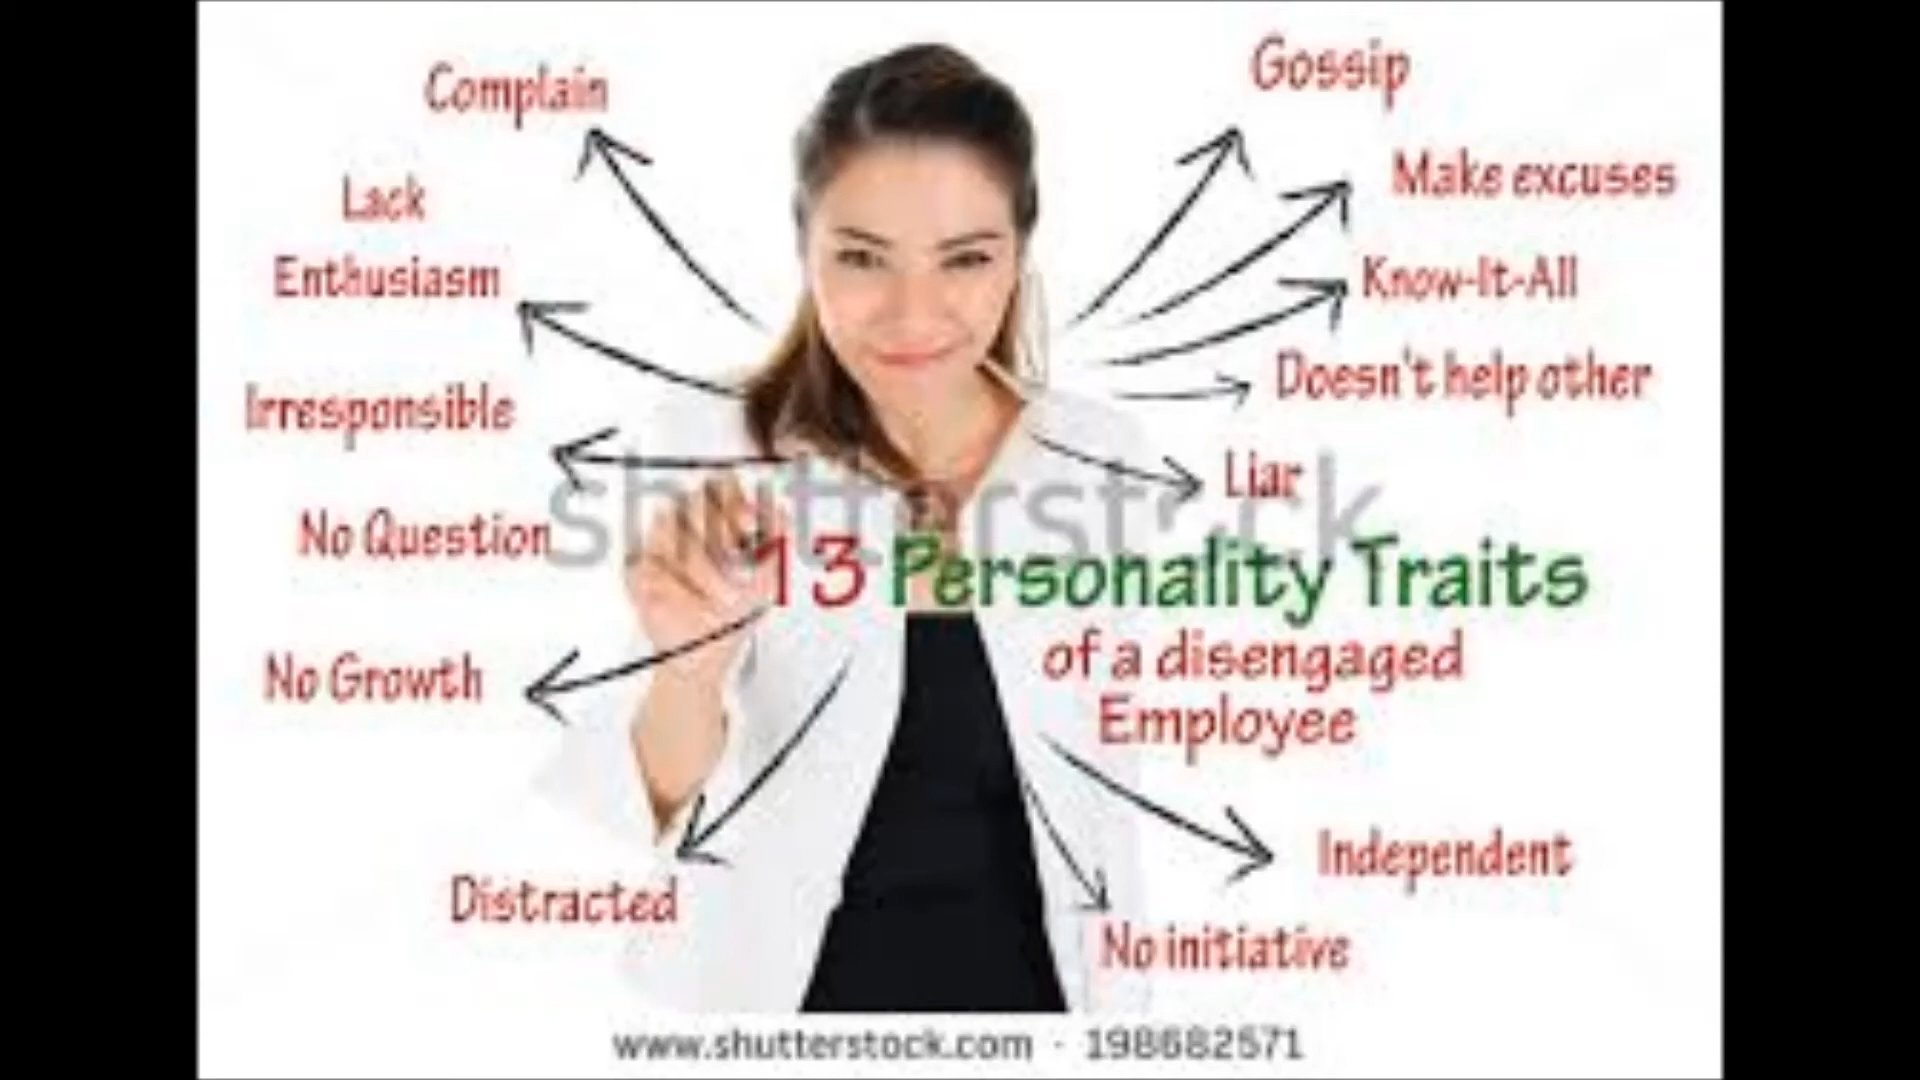 Complain
Gossip
Make excuses
Lack
Enthusiasm
Know-It-All
Doesn't help other
Irresponsible
Liar
shutterstock
No Question
13 Personality Traits
of a disengaged
Employee
No Growth
Independent
Distracted
No initiative
www.shutterstock.com · 198682571